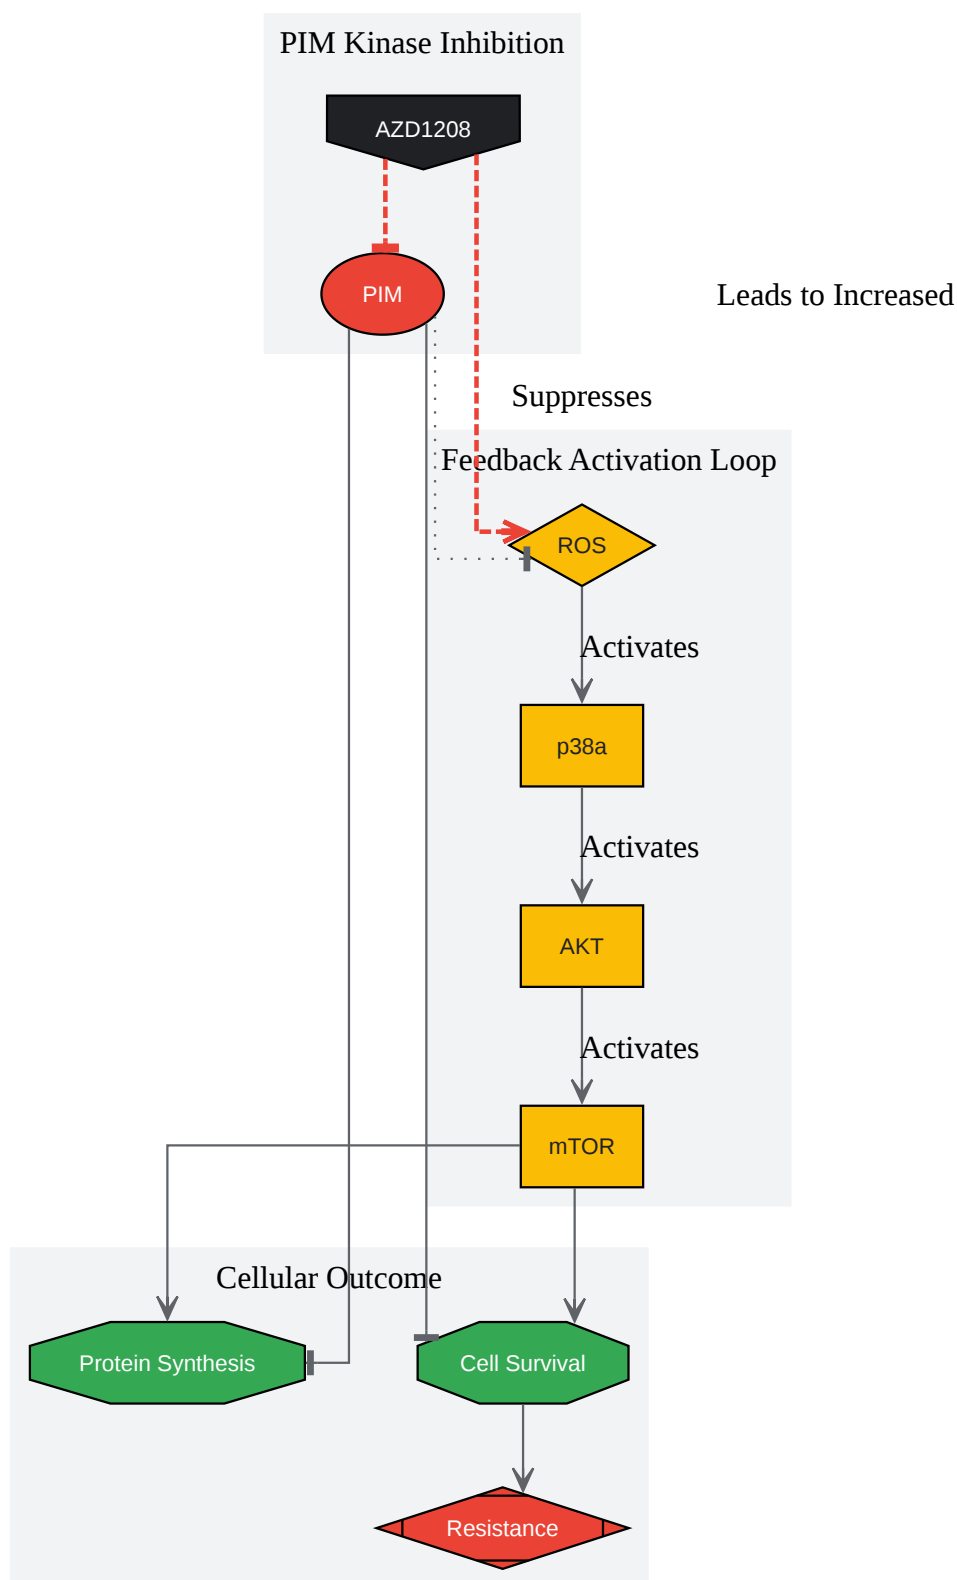 PIM Kinase Inhibition
AZD1208
PIM
Leads to Increased
Suppresses
Feedback Activation Loop
ROS
Activates
p38a
Activates
AKT
Activates
mTOR
Cellular Outcome
Protein Synthesis
Cell Survival
Resistance